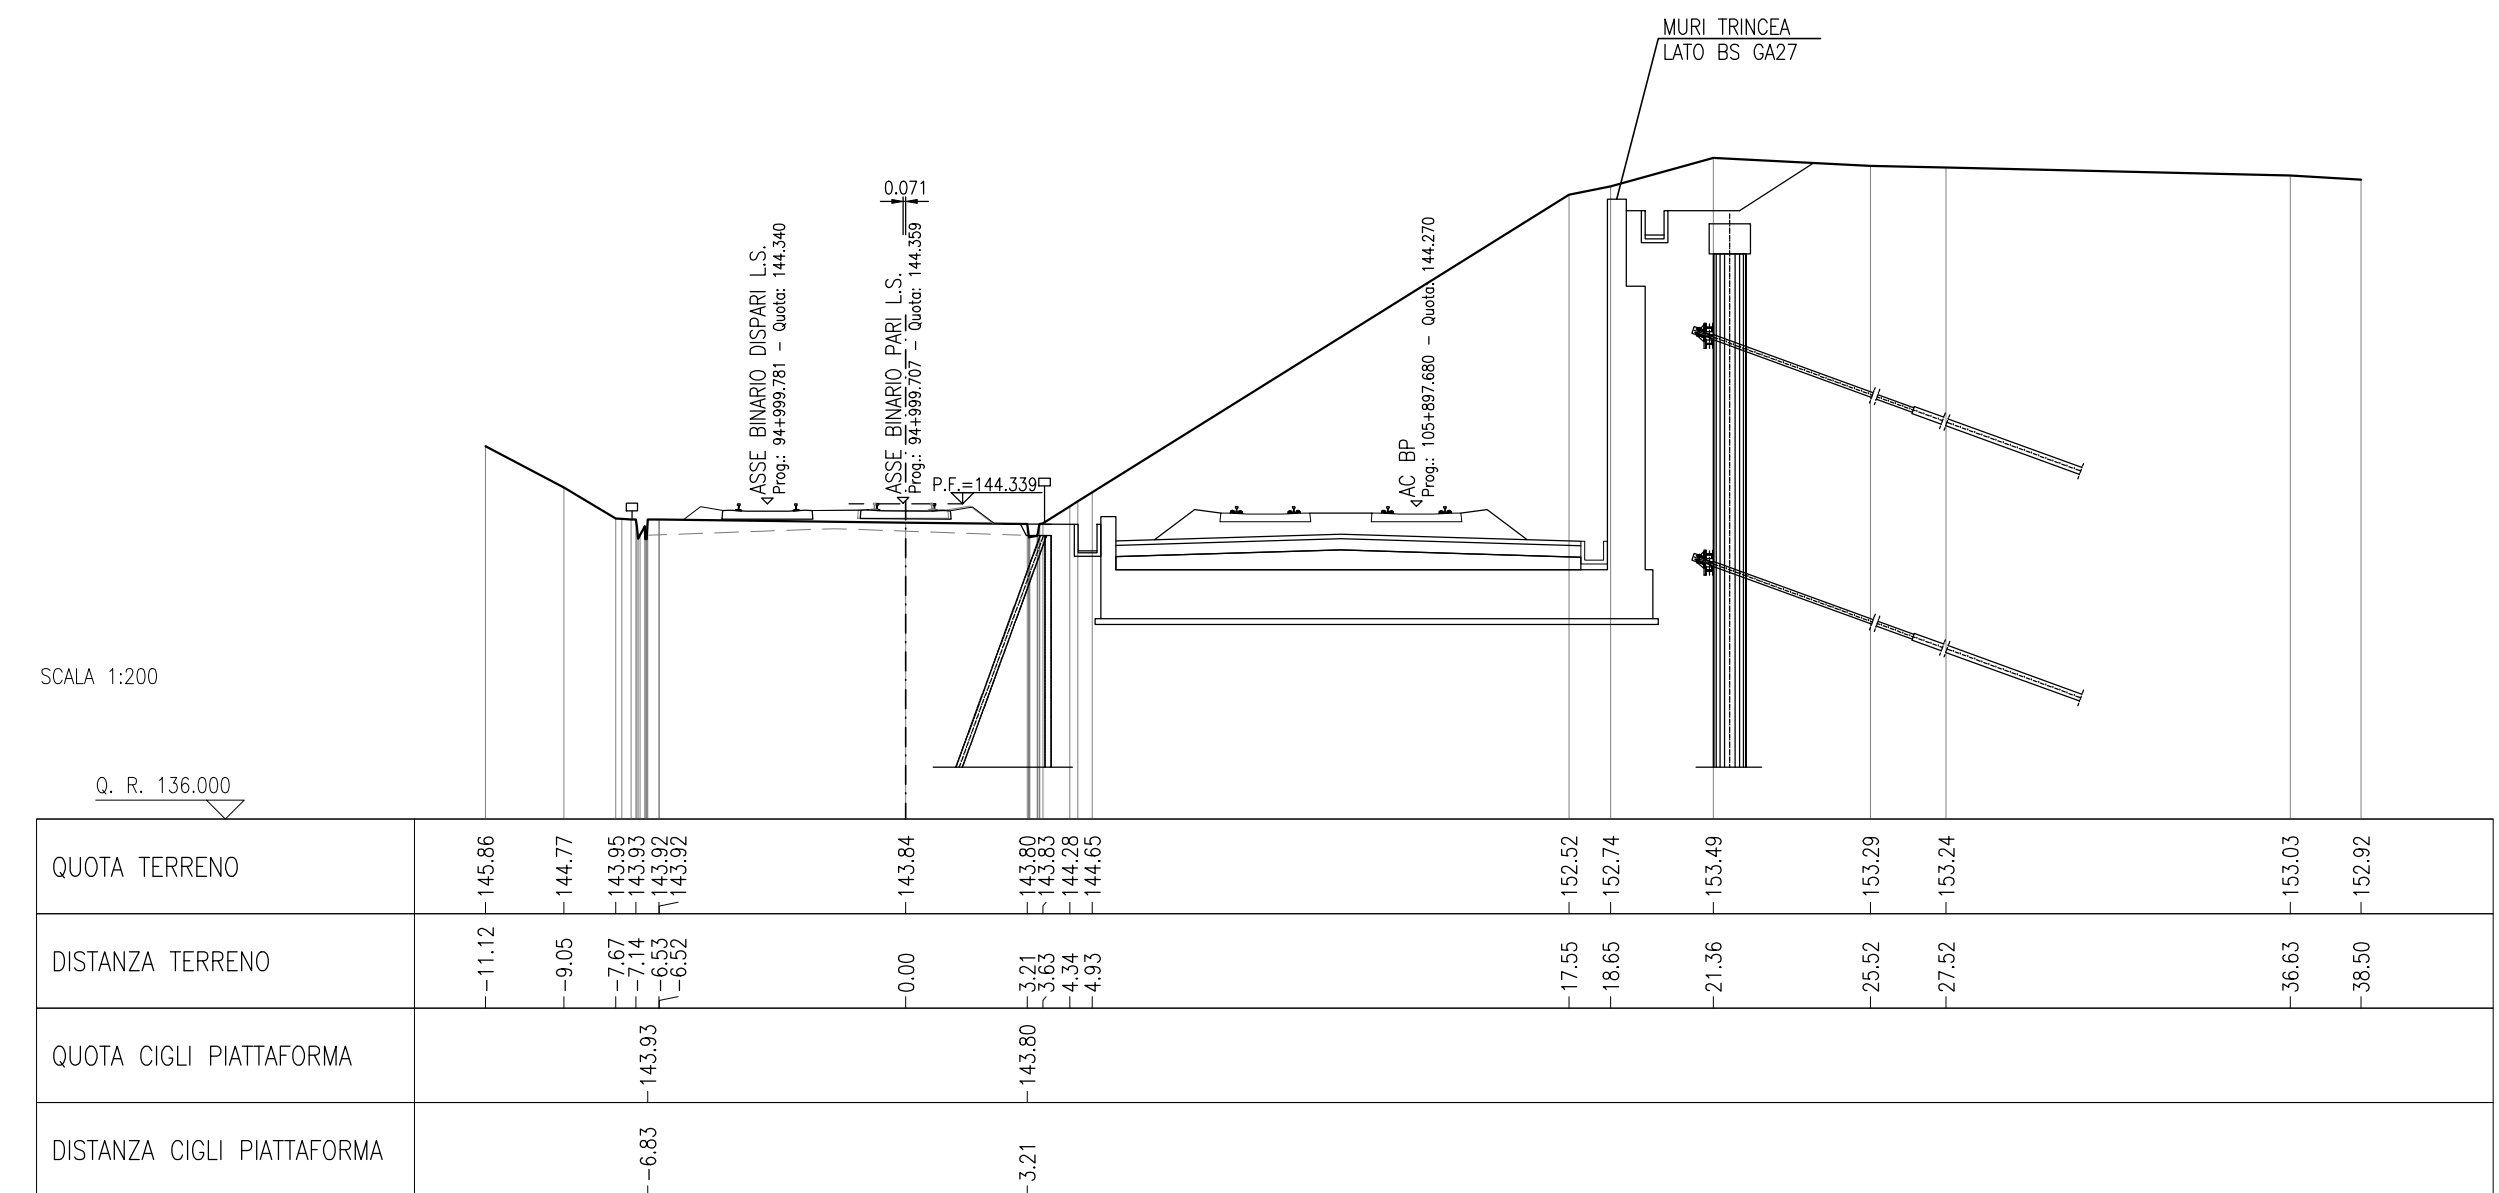 MURI TRINCEA
LATO BS GA27
0.071
ASSE BINARIO DISPARI L.S.
Prog.: 94+999.781 - Quota: 144.340
ASSE BINARIO PARI L.S.
Prog.: 94+999.707 - Quota: 144.359
P.F.=144.339
AC BP
Prog.: 105+897.680 - Quota: 144.270
SCALA 1:200
Q. R. 136.000
QUOTA TERRENO
145.86
144.77
143.95
143.93
143.92
143.92
143.84
143.80
143.83
144.28
144.65
152.52
152.74
153.49
153.29
153.24
153.03
152.92
DISTANZA TERRENO
-11.12
-9.05
-7.67
-7.14
-6.53
-6.52
0.00
3.21
3.63
4.34
4.93
17.55
18.65
21.36
25.52
27.52
36.63
38.50
QUOTA CIGLI PIATTAFORMA
143.93
143.80
DISTANZA CIGLI PIATTAFORMA
-6.83
3.21